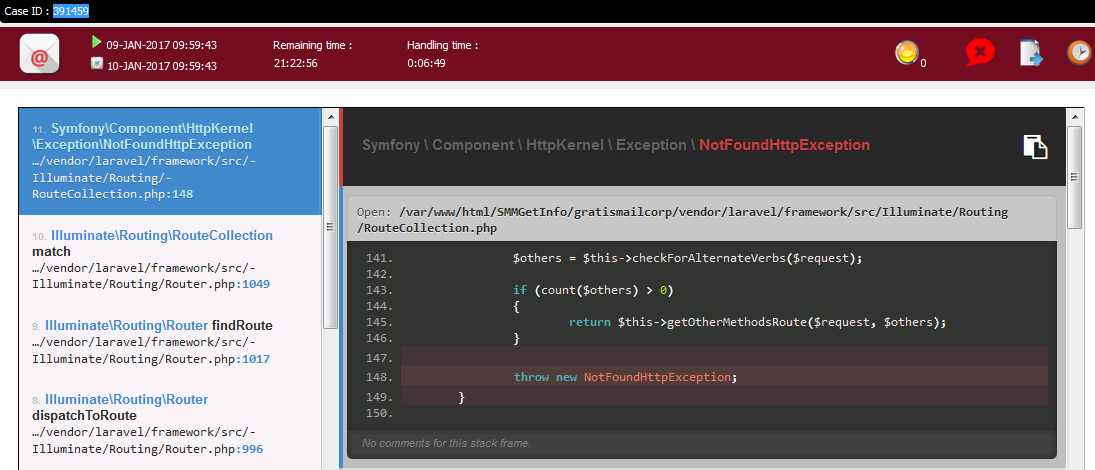 Case ID : 391459
09-JAN-2017 09:59:43
10-JAN-2017 09:59:43
Remaining time :
21:22:56
Handling time :
0:06:49
0
11. Symfony\Component\HttpKernel
\Exception\NotFoundHttpException
…/vendor/laravel/framework/src/-
Illuminate/Routing/-
RouteCollection.php:148
10. Illuminate\Routing\RouteCollection
match
…/vendor/laravel/framework/src/-
Illuminate/Routing/Router.php:1049
9. Illuminate\Routing\Router findRoute
…/vendor/laravel/framework/src/-
Illuminate/Routing/Router.php:1017
8. Illuminate\Routing\Router
dispatchToRoute
…/vendor/laravel/framework/src/-
Illuminate/Routing/Router.php:996
Symfony \ Component \ HttpKernel \ Exception \ NotFoundHttpException
Open: /var/www/html/SMMGetInfo/gratismailcorp/vendor/laravel/framework/src/Illuminate/Routing
/RouteCollection.php
141. $others = $this->checkForAlternateVerbs($request);
142.
143. if (count($others) > 0)
144. {
145. return $this->getOtherMethodsRoute($request, $others);
146. }
147.
148. throw new NotFoundHttpException;
149. }
150.
No comments for this stack frame.